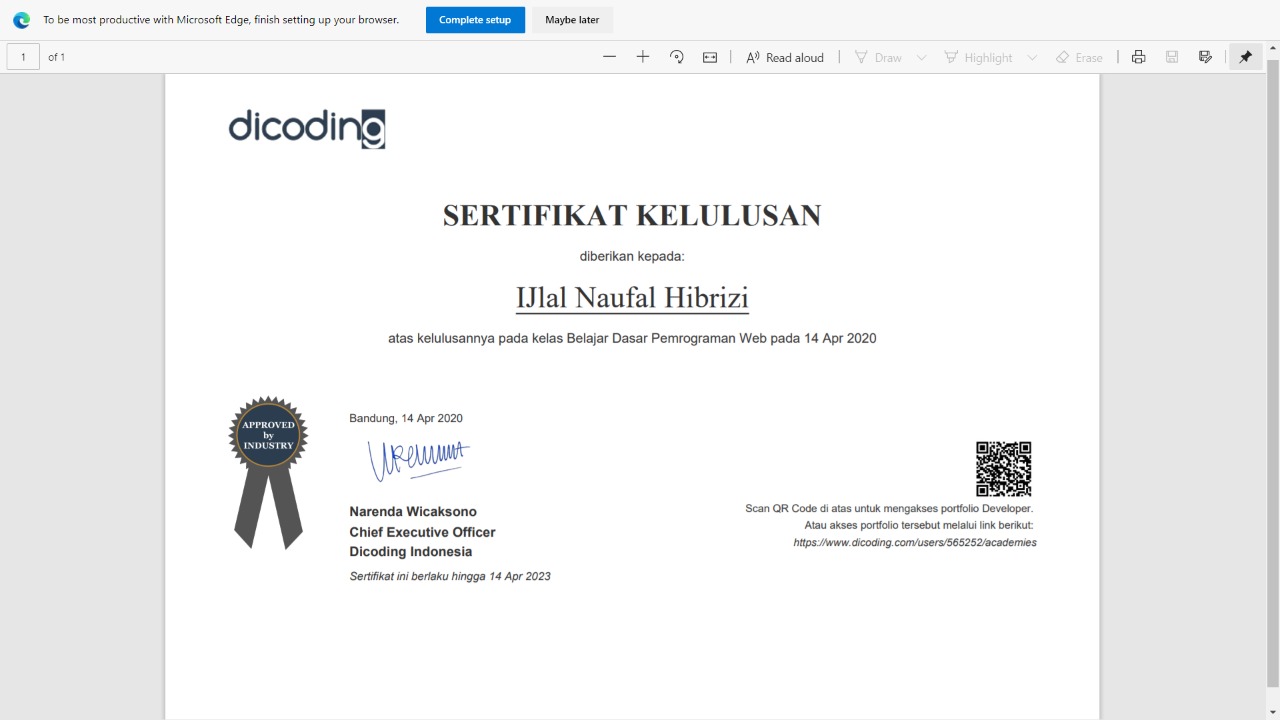 To be most productive with Microsoft Edge, finish setting up your browser.
Complete setup
Maybe later
1 of 1
Read aloud
Draw
Highlight
Erase
dicoding
SERTIFIKAT KELULUSAN
diberikan kepada:
IJlal Naufal Hibrizi
atas kelulusannya pada kelas Belajar Dasar Pemrograman Web pada 14 Apr 2020
APPROVED
by
INDUSTRY
Bandung, 14 Apr 2020
Narenda Wicaksono
Chief Executive Officer
Dicoding Indonesia
Sertifikat ini berlaku hingga 14 Apr 2023
Scan QR Code di atas untuk mengakses portfolio Developer.
Atau akses portfolio tersebut melalui link berikut:
https://www.dicoding.com/users/565252/academies